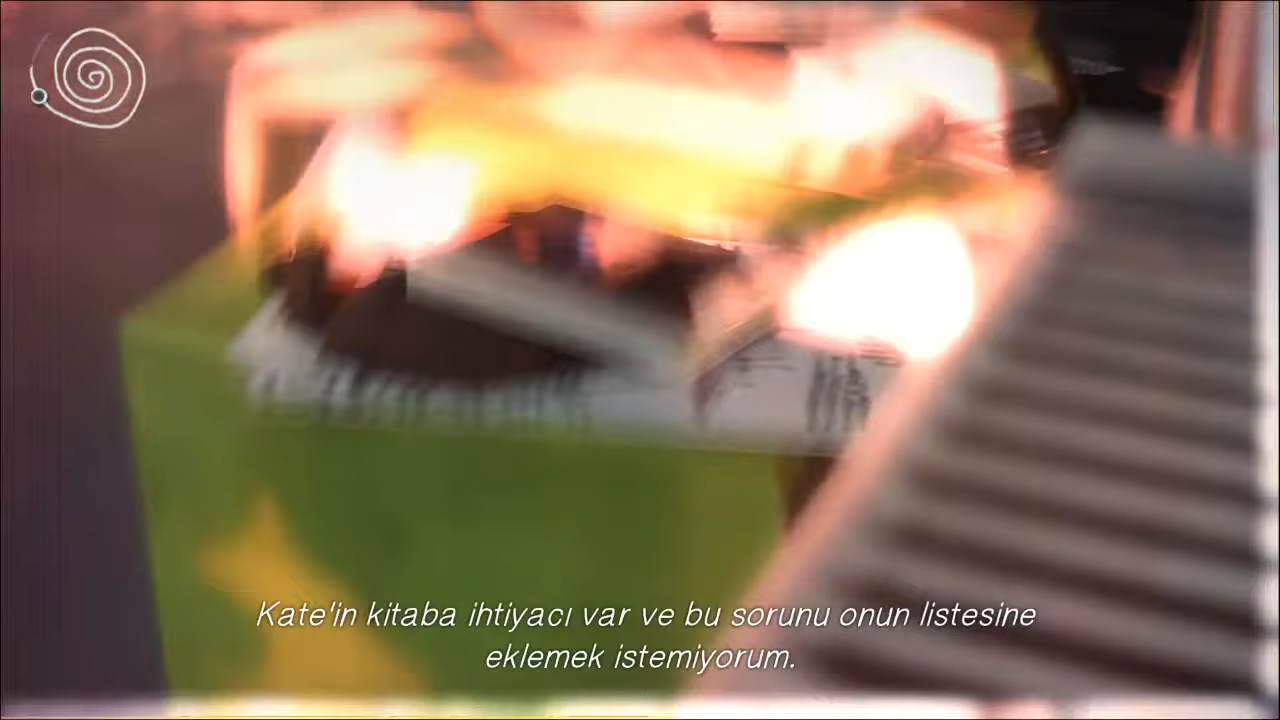 Kate'in kitaba ihtiyacı var ve bu sorunu onun listesine
eklemek istemiyorum.